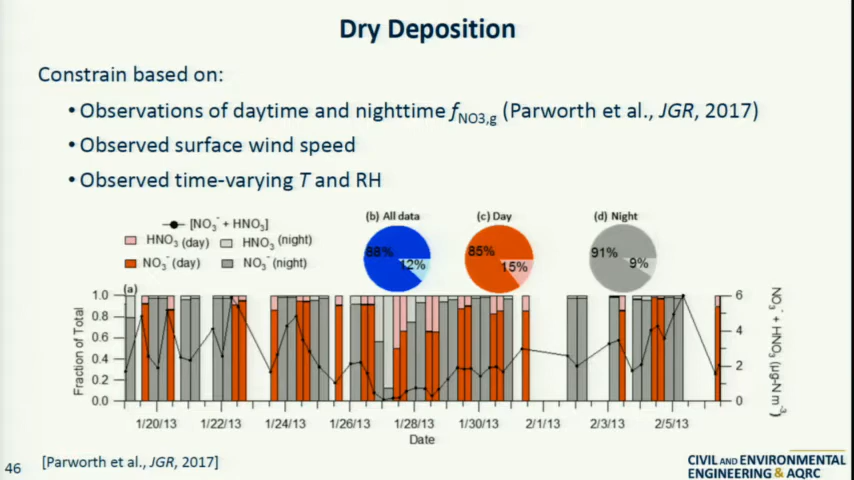 Dry Deposition
Constrain based on:
• Observations of daytime and nighttime fNO3,g (Parworth et al., JGR, 2017)
• Observed surface wind speed
• Observed time-varying T and RH
[NO3⁻ + HNO3]
HNO3 (day) HNO3 (night)
NO3⁻ (day) NO3⁻ (night)
(b) All data
88%
12%
(c) Day
85%
15%
(d) Night
91%
9%
(a)
Fraction of Total
1.0
0.8
0.6
0.4
0.2
0.0
6
4
2
0
NO3⁻ + HNO3 (µg-N m⁻³)
1/20/13 1/22/13 1/24/13 1/26/13 1/28/13 1/30/13 2/1/13 2/3/13 2/5/13
Date
46
[Parworth et al., JGR, 2017]
CIVIL AND ENVIRONMENTAL
ENGINEERING & AQRC